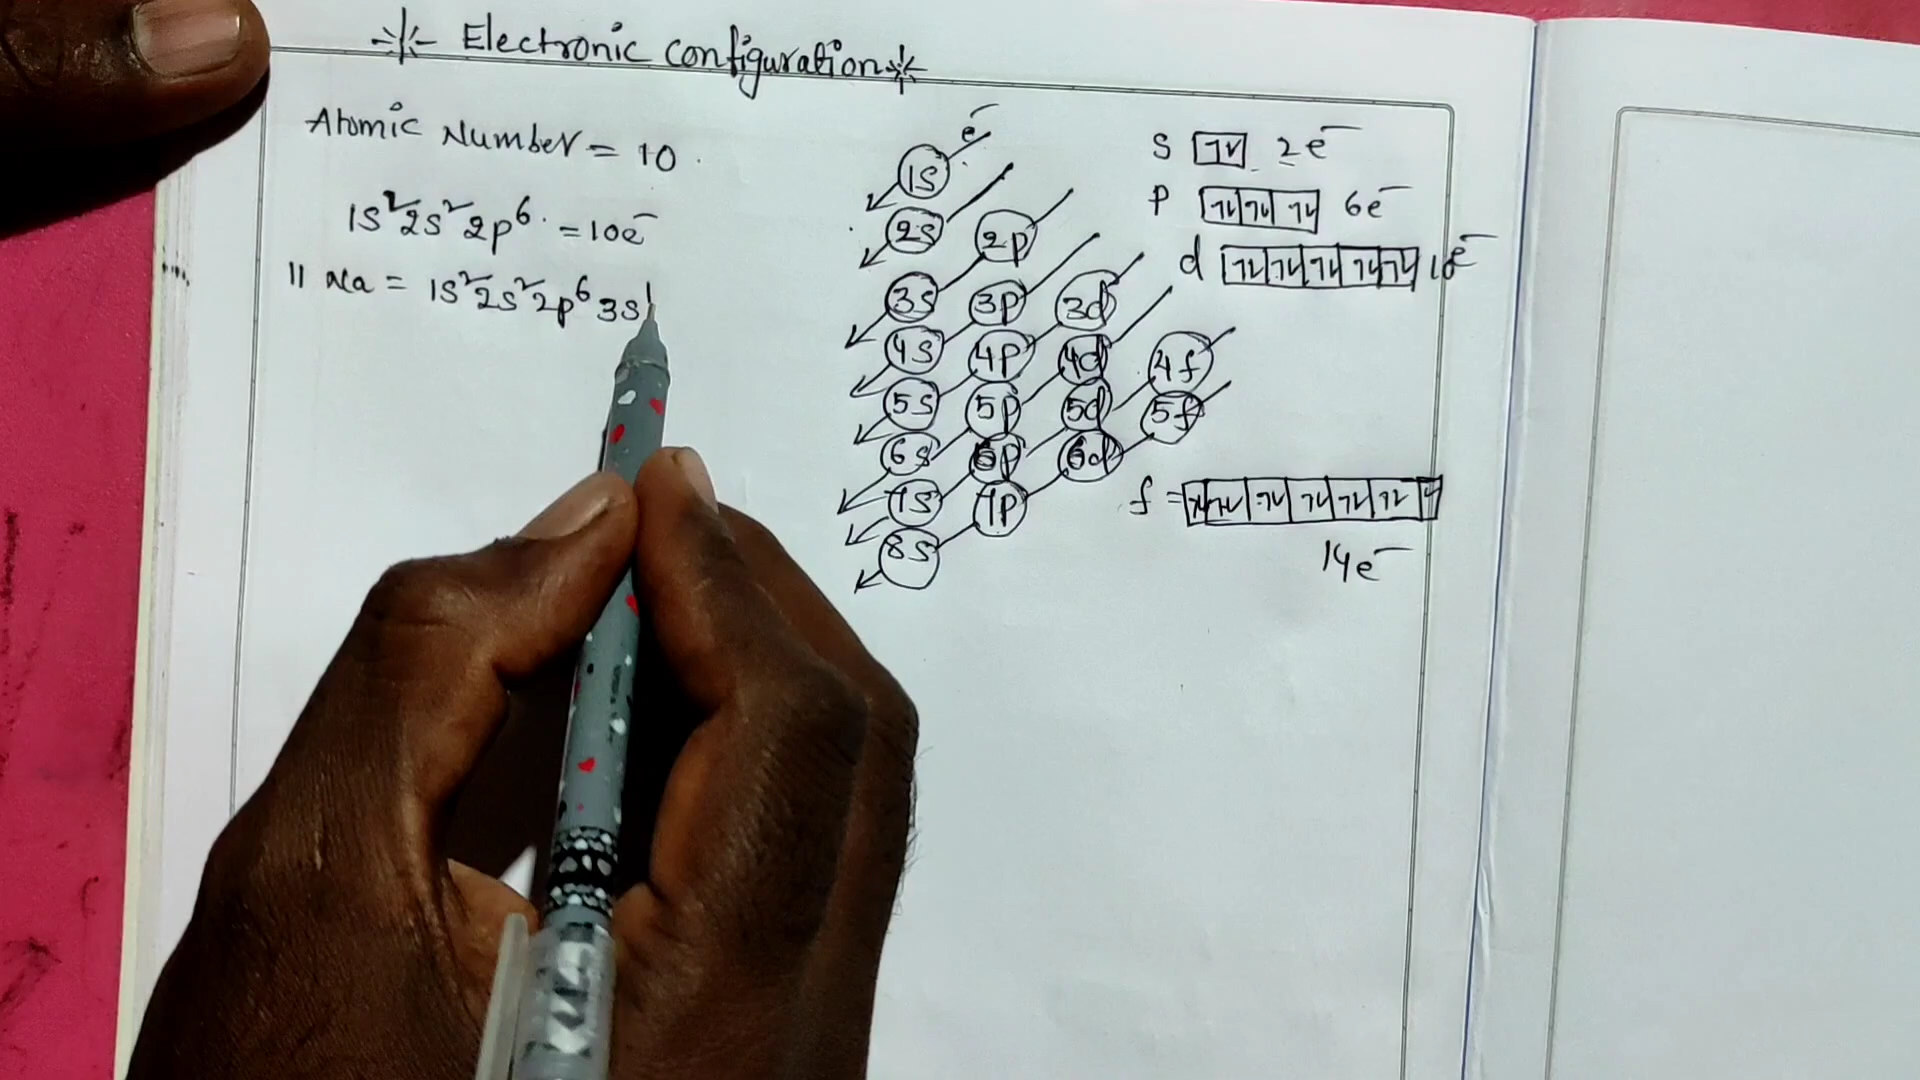 Electronic Configuration
Atomic Number = 10
1s² 2s² 2p⁶ = 10e⁻
11 Na = 1s² 2s² 2p⁶ 3s¹
e⁻
1s
2s 2p
3s 3p 3d
4s 4p 4d 4f
5s 5p 5d 5f
6s 6p 6d
7s 7p
8s
s 2e⁻
p 6e⁻
d 10e⁻
f =
14e⁻